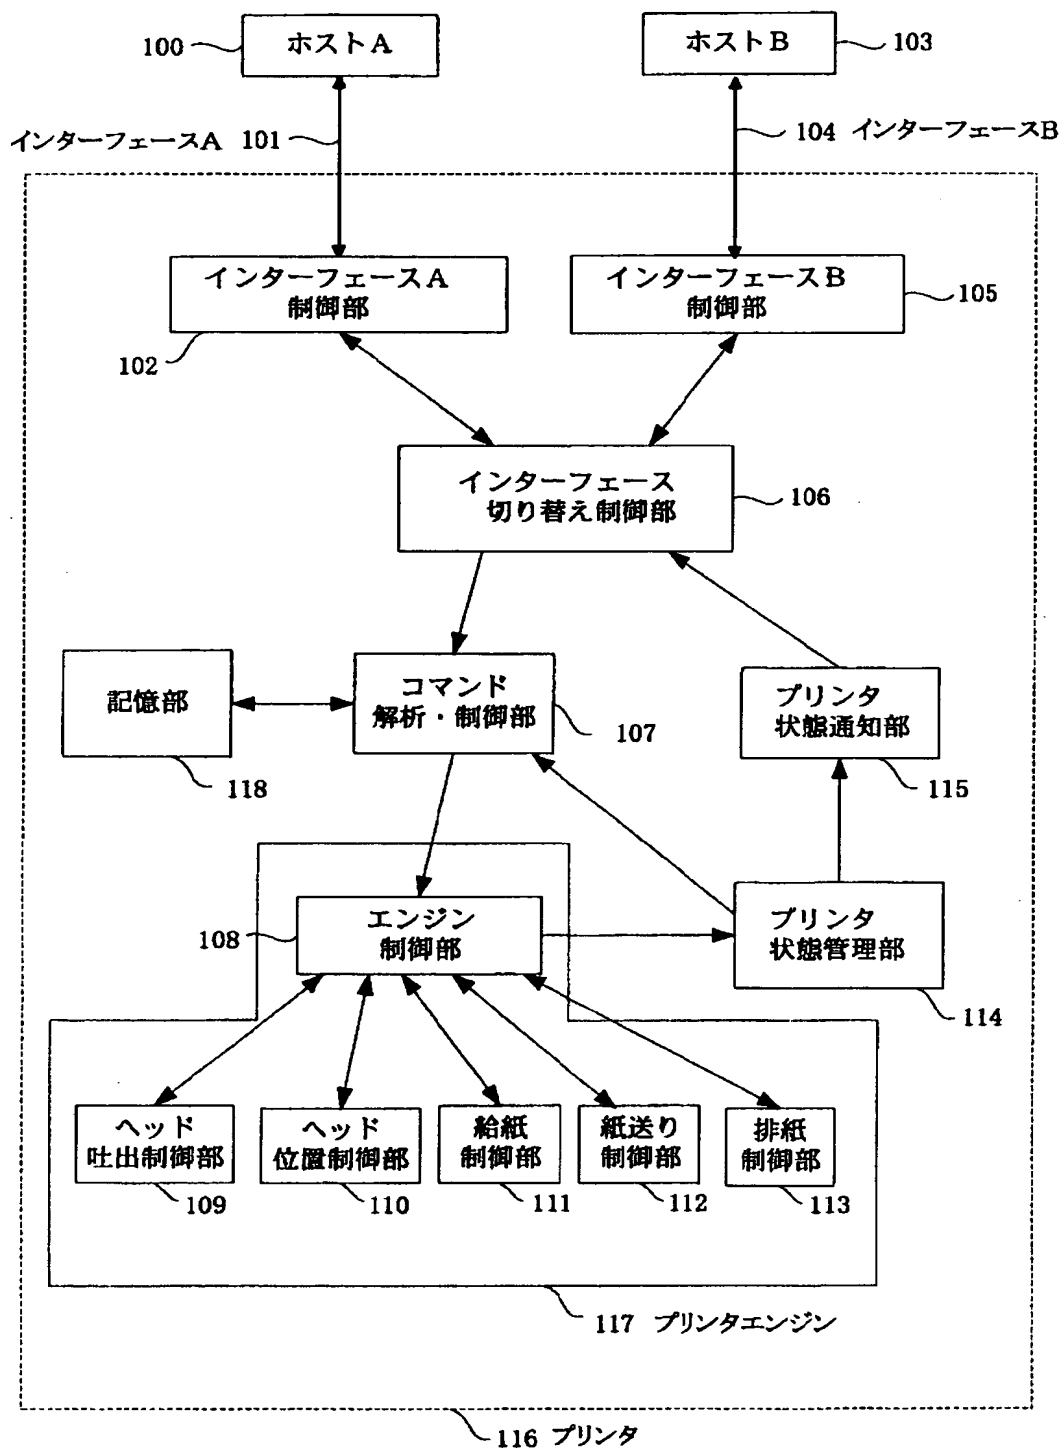 100 ホストA
ホストB 103
インターフェースA 101
104 インターフェースB
インターフェースA
制御部
102
インターフェースB
制御部
105
インターフェース
切り替え制御部
106
記憶部
118
コマンド
解析・制御部
107
プリンタ
状態通知部
115
108
エンジン
制御部
プリンタ
状態管理部
114
ヘッド
吐出制御部
109
ヘッド
位置制御部
110
給紙
制御部
111
紙送り
制御部
112
排紙
制御部
113
117 プリンタエンジン
116 プリンタ